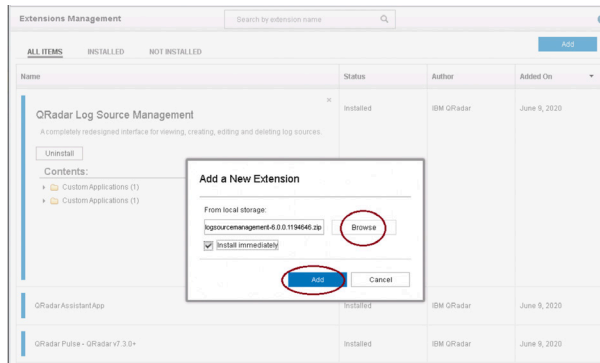 Extensions Management
Search by extension name
Add
ALL ITEMS INSTALLED NOT INSTALLED
Name Status Author Added On
QRadar Log Source Management Installed IBM QRadar June 9, 2020
A completely redesigned interface for viewing, creating, editing and deleting log sources.
Uninstall
Contents:
Custom Applications (1)
Custom Applications (1)
Add a New Extension
From local storage:
logsourcemanagement-6.0.0.1194646.zip Browse
Install immediately
Add Cancel
QRadar Assistant App Installed IBM QRadar June 9, 2020
QRadar Pulse - QRadar v7.3.0+ Installed IBM QRadar June 9, 2020